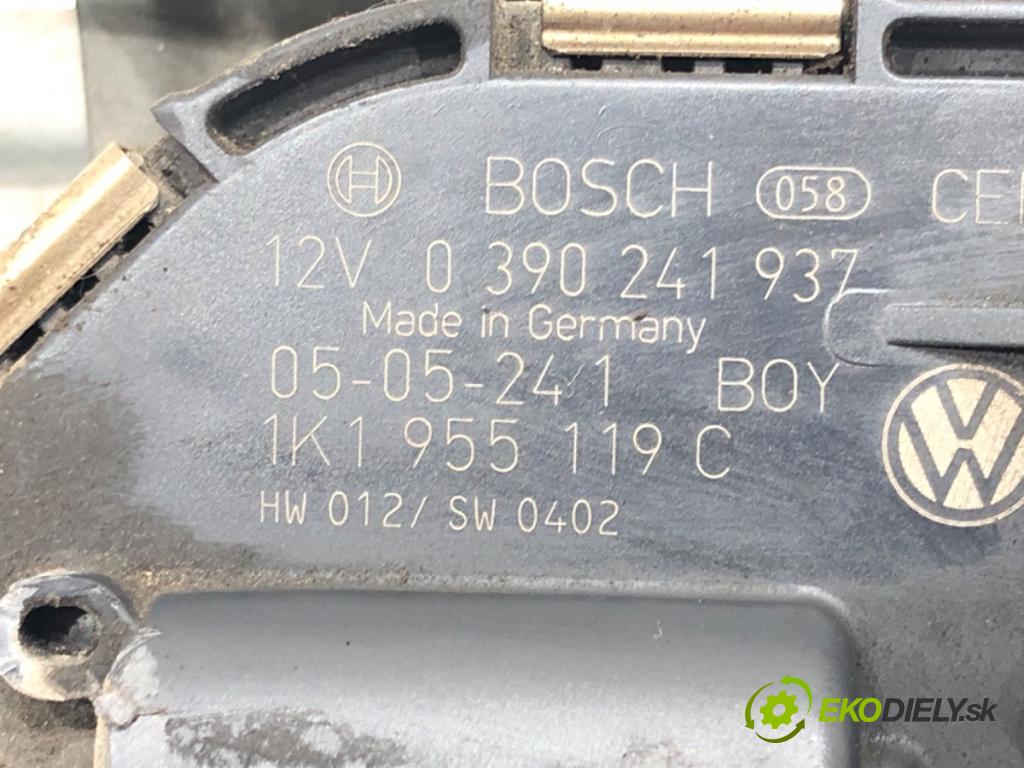 BOSCH 058
12V 0 390 241 937
Made in Germany
05-05-24 1 BOY
1K1 955 119 C
HW 012/ SW 0402
EKODIELY.sk